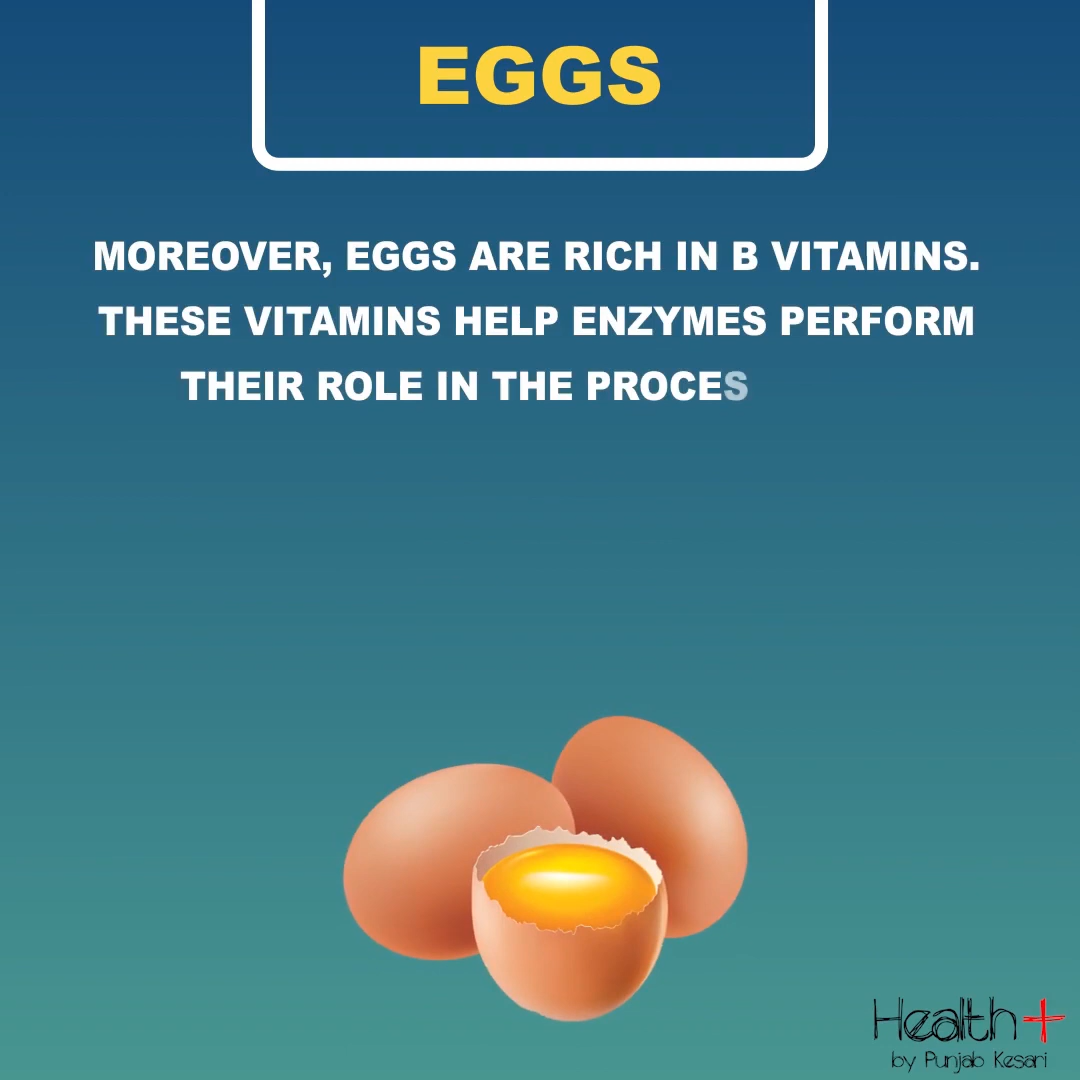 EGGS
MOREOVER, EGGS ARE RICH IN B VITAMINS.
THESE VITAMINS HELP ENZYMES PERFORM
THEIR ROLE IN THE PROCES
Health+
by Punjab Kesari